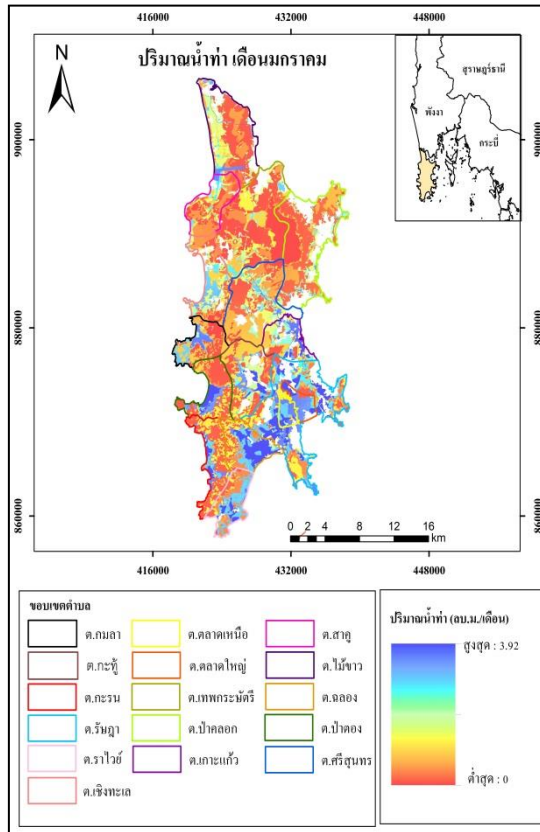 416000 432000 448000
N
ปริมาณน้ำท่า เดือนมกราคม
สุราษฎร์ธานี
พังงา
กระบี่
900000 900000
880000 880000
860000 860000
0 1 2 4 8 12 16
km
416000 432000 448000
ขอบเขตตำบล
ต.กมลา ต.ตลาดเหนือ ต.สาคู
ต.กะทู้ ต.ตลาดใหญ่ ต.ไม้ขาว
ต.กะรน ต.เทพกระษัตรี ต.ฉลอง
ต.รัษฎา ต.ป่าคลอก ต.ป่าตอง
ต.ราไวย์ ต.เกาะแก้ว ต.ศรีสุนทร
ต.เชิงทะเล
ปริมาณน้ำท่า (ลบ.ม./เดือน)
สูงสุด : 3.92
ต่ำสุด : 0